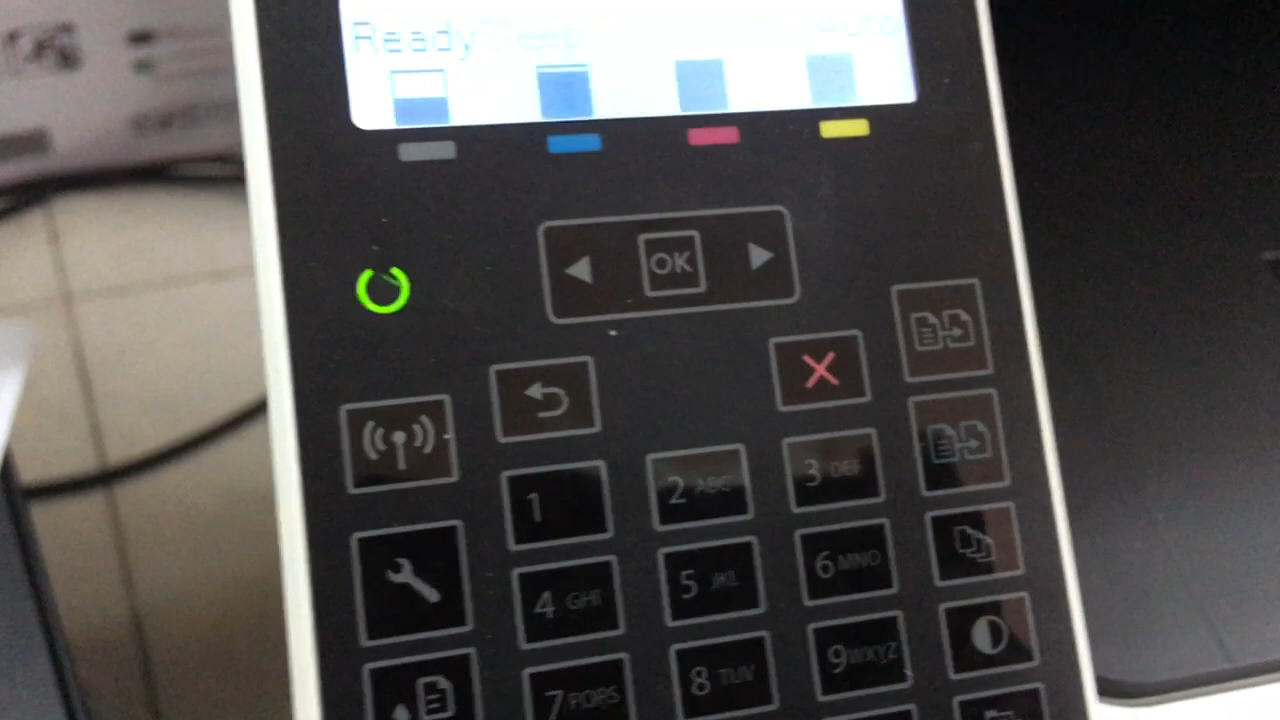 Ready
Auto
OK
1
2 ABC
3 DEF
4 GHI
5 JKL
6 MNO
7 PQRS
8 TUV
9 WXYZ